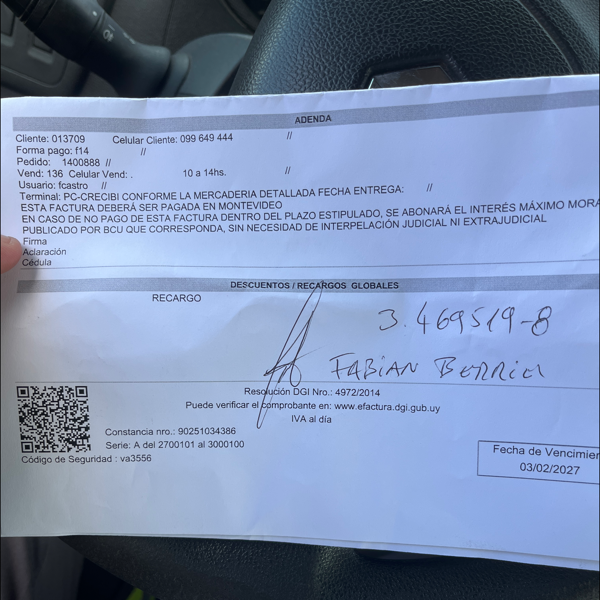 ADENDA
Cliente: 013709 Celular Cliente: 099 649 444 //
Forma pago: f14 //
Pedido: 1400888 //
Vend: 136 Celular Vend: . 10 a 14hs. //
Usuario: fcastro //
Terminal: PC-CRECIBI CONFORME LA MERCADERIA DETALLADA FECHA ENTREGA: //
ESTA FACTURA DEBERÁ SER PAGADA EN MONTEVIDEO
EN CASO DE NO PAGO DE ESTA FACTURA DENTRO DEL PLAZO ESTIPULADO, SE ABONARÁ EL INTERÉS MÁXIMO MORA
PUBLICADO POR BCU QUE CORRESPONDA, SIN NECESIDAD DE INTERPELACIÓN JUDICIAL NI EXTRAJUDICIAL
Firma
Aclaración
Cédula
DESCUENTOS / RECARGOS GLOBALES
RECARGO
3.469519-8
FABIAN BERRIEL
Resolución DGI Nro.: 4972/2014
Puede verificar el comprobante en: www.efactura.dgi.gub.uy
IVA al día
Constancia nro.: 90251034386
Serie: A del 2700101 al 3000100
Código de Seguridad : va3556
Fecha de Vencimien
03/02/2027